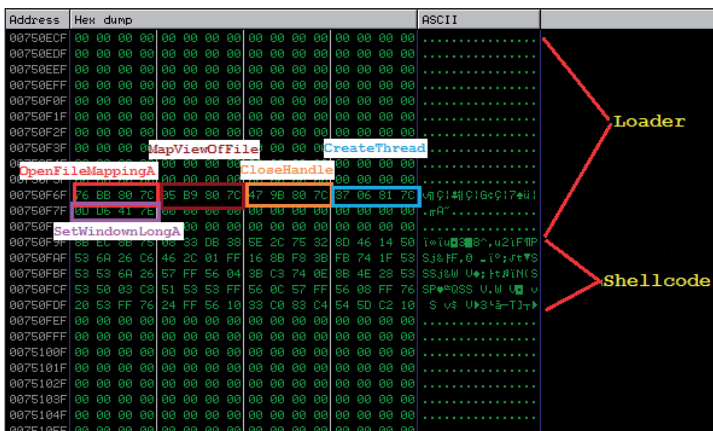 Address Hex dump ASCII
00750ECF 00 00 00 00 00 00 00 00 00 00 00 00 00 00 00 00 ................
00750EDF 00 00 00 00 00 00 00 00 00 00 00 00 00 00 00 00 ................
00750EEF 00 00 00 00 00 00 00 00 00 00 00 00 00 00 00 00 ................
00750EFF 00 00 00 00 00 00 00 00 00 00 00 00 00 00 00 00 ................
00750F0F 00 00 00 00 00 00 00 00 00 00 00 00 00 00 00 00 ................
00750F1F 00 00 00 00 00 00 00 00 00 00 00 00 00 00 00 00 ................
Loader
00750F2F 00 00 00 00 00 00 00 00 00 00 00 00 00 00 00 00 ................
00750F3F 00 00 00 00 00 00 00 ................
MapViewOfFile CreateThread
OpenFileMappingA CloseHandle
00750F6F BB 80 7C 05 B9 80 7C 47 9B 80 7C 37 06 81 7C
00750F7F 0D D6 41 7E 00 00 00 00 00 00 00 00 00 00 00 00
SetWindownLongA
8B EC 8B 75 08 33 DB 38 5E 2C 75 32 8D 46 14 50
00750FAF 53 6A 26 C6 46 2C 01 FF 16 8B F8 3B FB 74 1F 53
00750FBF 53 53 6A 26 57 FF 56 04 3B C3 74 0E 8B 4E 28 53
Shellcode
00750FCF 53 50 03 C8 51 53 53 FF 56 0C 57 FF 56 08 FF 76
00750FDF 20 53 FF 76 24 FF 56 10 33 C0 83 C4 54 5D C2 10
00750FEF 00 00 00 00 00 00 00 00 00 00 00 00 00 00 00 00 ................
00750FFF 00 00 00 00 00 00 00 00 00 00 00 00 00 00 00 00 ................
0075100F 00 00 00 00 00 00 00 00 00 00 00 00 00 00 00 00 ................
0075101F 00 00 00 00 00 00 00 00 00 00 00 00 00 00 00 00 ................
0075102F 00 00 00 00 00 00 00 00 00 00 00 00 00 00 00 00 ................
0075103F 00 00 00 00 00 00 00 00 00 00 00 00 00 00 00 00 ................
0075104F 00 00 00 00 00 00 00 00 00 00 00 00 00 00 00 00 ................